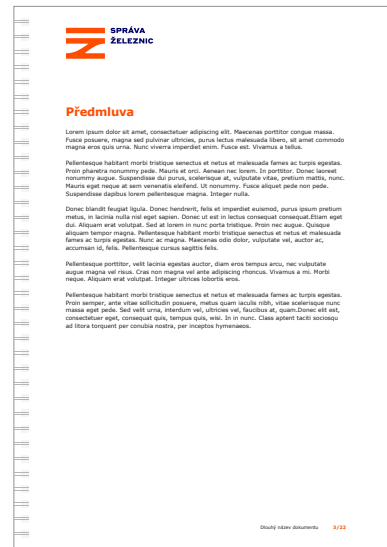 SPRÁVA
ŽELEZNIC
Předmluva
Lorem ipsum dolor sit amet, consectetuer adipiscing elit. Maecenas porttitor congue massa.
Fusce posuere, magna sed pulvinar ultricies, purus lectus malesuada libero, sit amet commodo
magna eros quis urna. Nunc viverra imperdiet enim. Fusce est. Vivamus a tellus.
Pellentesque habitant morbi tristique senectus et netus et malesuada fames ac turpis egestas.
Proin pharetra nonummy pede. Mauris et orci. Aenean nec lorem. In porttitor. Donec laoreet
nonummy augue. Suspendisse dui purus, scelerisque at, vulputate vitae, pretium mattis, nunc.
Mauris eget neque at sem venenatis eleifend. Ut nonummy. Fusce aliquet pede non pede.
Suspendisse dapibus lorem pellentesque magna. Integer nulla.
Donec blandit feugiat ligula. Donec hendrerit, felis et imperdiet euismod, purus ipsum pretium
metus, in lacinia nulla nisl eget sapien. Donec ut est in lectus consequat consequat.Etiam eget
dui. Aliquam erat volutpat. Sed at lorem in nunc porta tristique. Proin nec augue. Quisque
aliquam tempor magna. Pellentesque habitant morbi tristique senectus et netus et malesuada
fames ac turpis egestas. Nunc ac magna. Maecenas odio dolor, vulputate vel, auctor ac,
accumsan id, felis. Pellentesque cursus sagittis felis.
Pellentesque porttitor, velit lacinia egestas auctor, diam eros tempus arcu, nec vulputate
augue magna vel risus. Cras non magna vel ante adipiscing rhoncus. Vivamus a mi. Morbi
neque. Aliquam erat volutpat. Integer ultrices lobortis eros.
Pellentesque habitant morbi tristique senectus et netus et malesuada fames ac turpis egestas.
Proin semper, ante vitae sollicitudin posuere, metus quam iaculis nibh, vitae scelerisque nunc
massa eget pede. Sed velit urna, interdum vel, ultricies vel, faucibus at, quam.Donec elit est,
consectetuer eget, consequat quis, tempus quis, wisi. In in nunc. Class aptent taciti sociosqu
ad litora torquent per conubia nostra, per inceptos hymenaeos.
Dlouhý název dokumentu 3/22